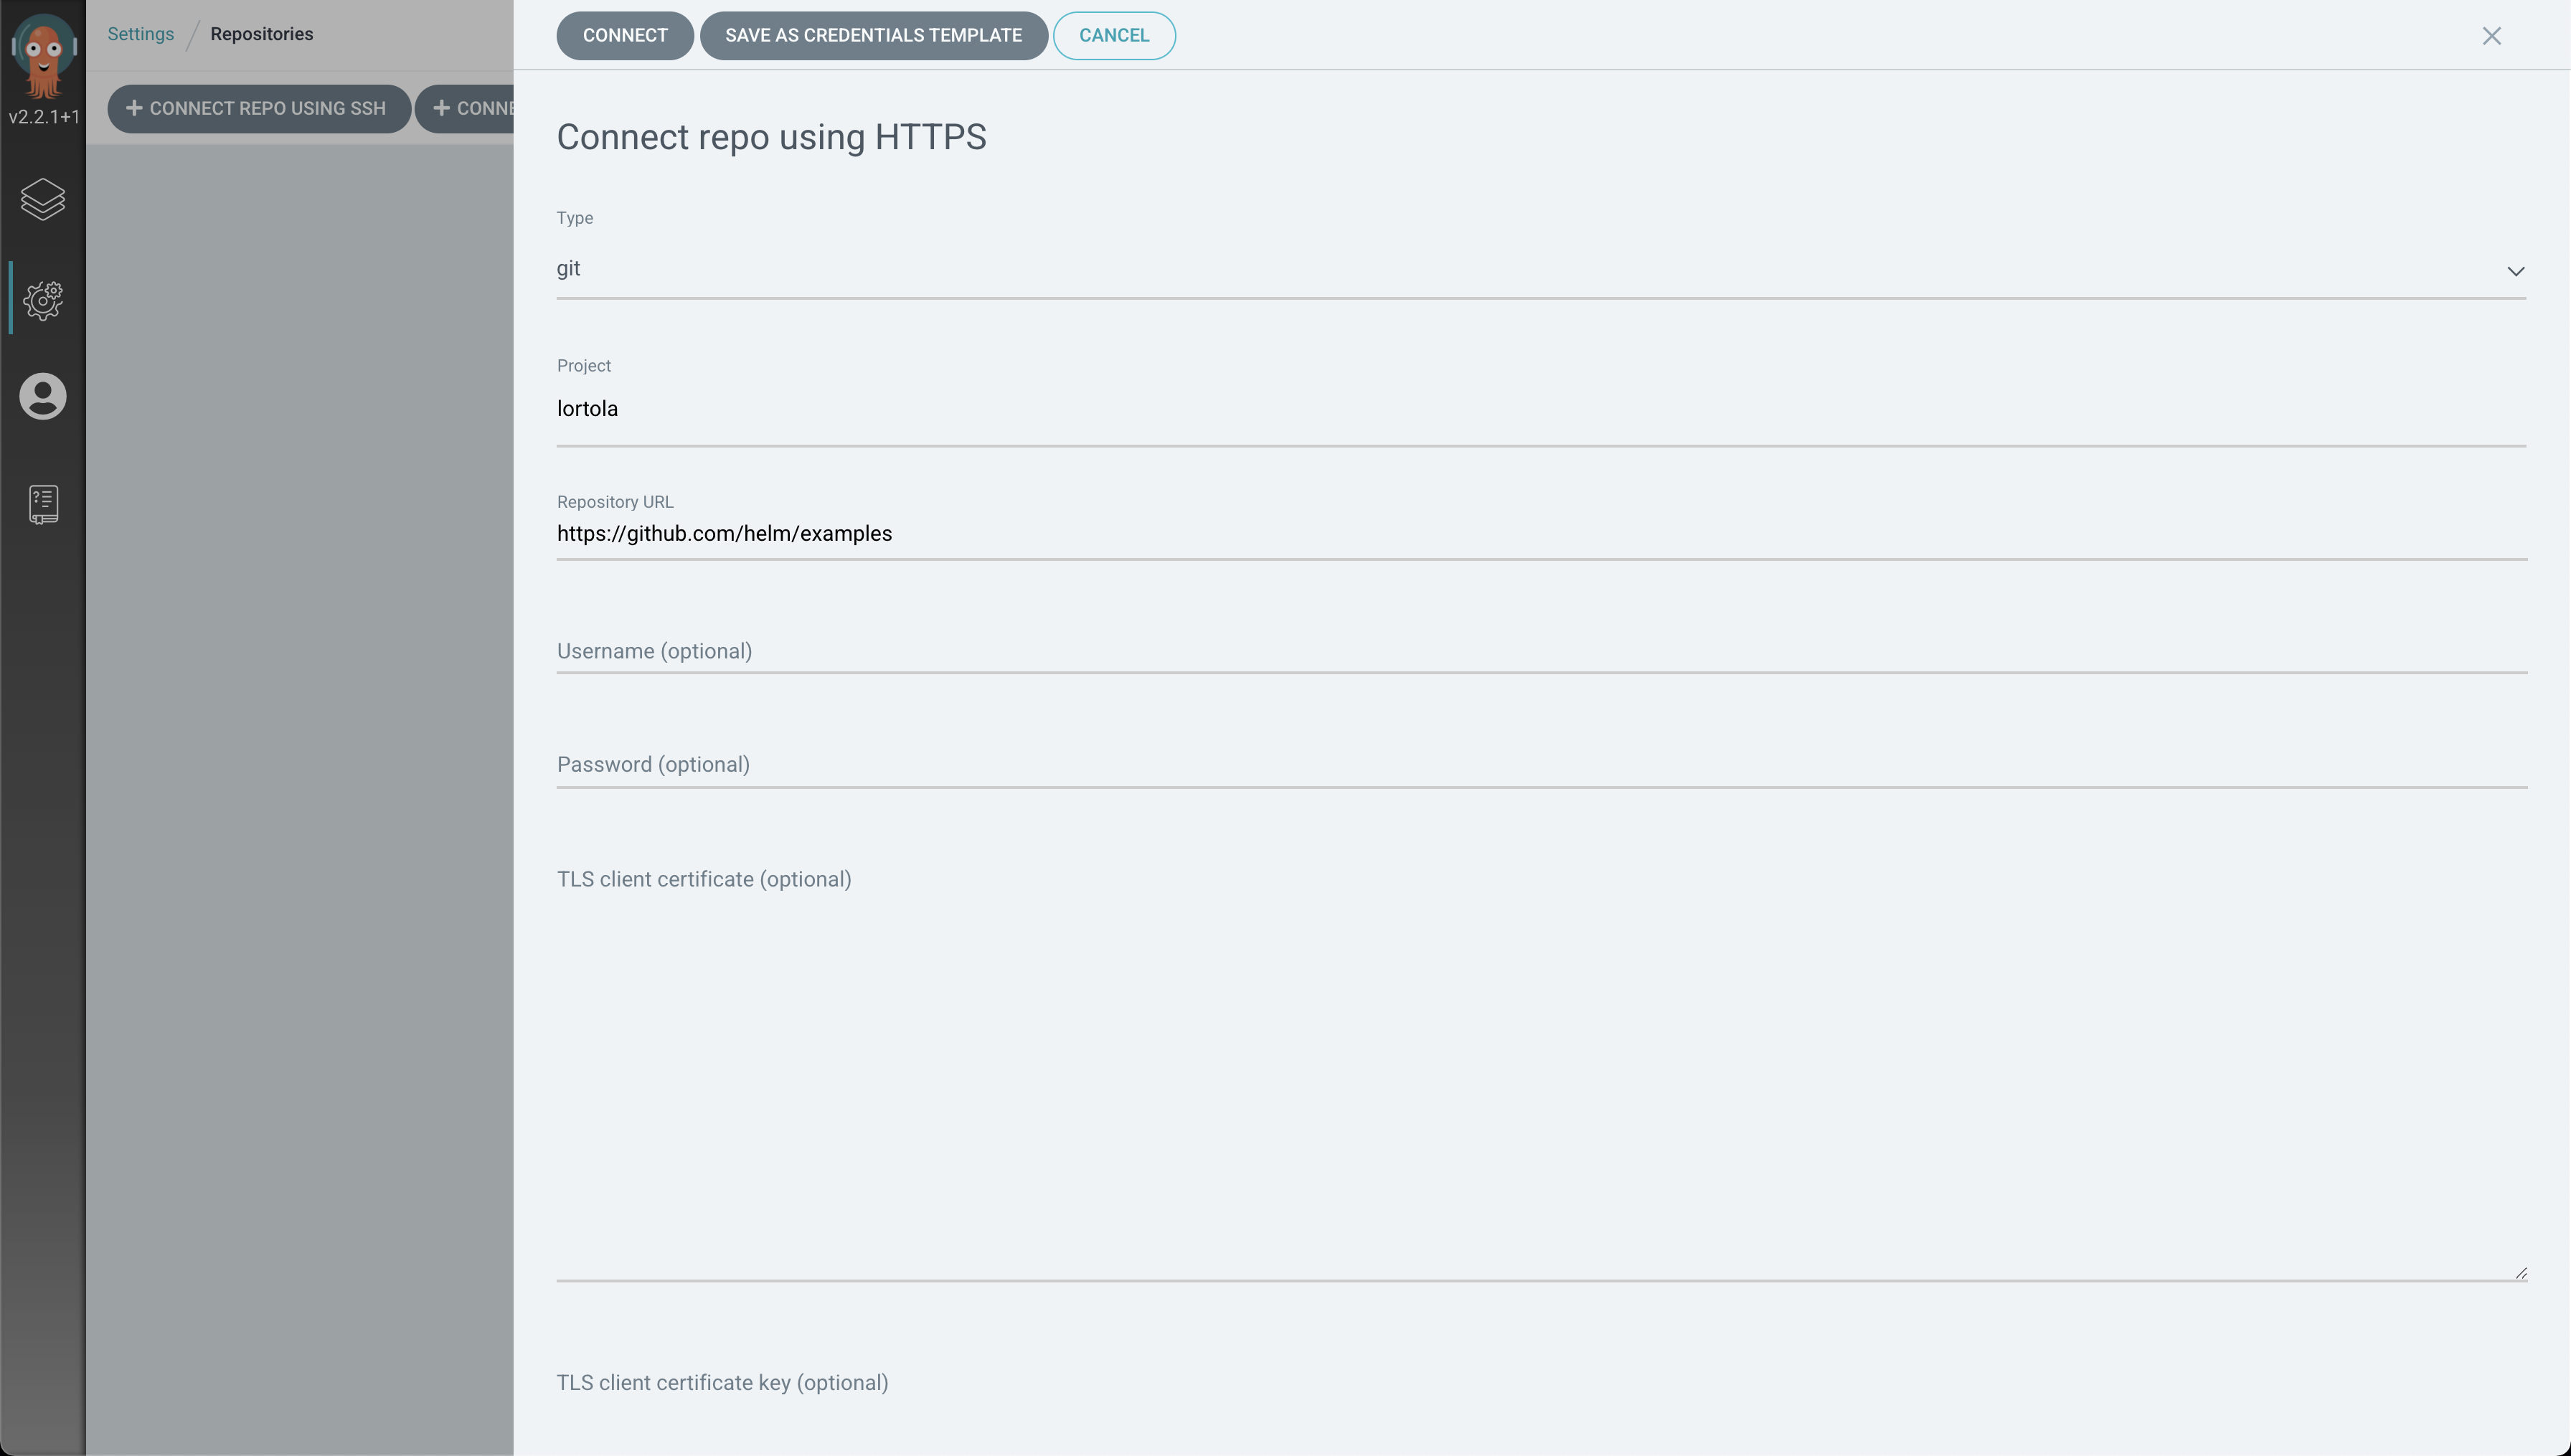 v2.2.1+1
Settings / Repositories
CONNECT REPO USING SSH
CONNE
CONNECT
SAVE AS CREDENTIALS TEMPLATE
CANCEL
Connect repo using HTTPS
Type
git
Project
lortola
Repository URL
https://github.com/helm/examples
Username (optional)
Password (optional)
TLS client certificate (optional)
TLS client certificate key (optional)